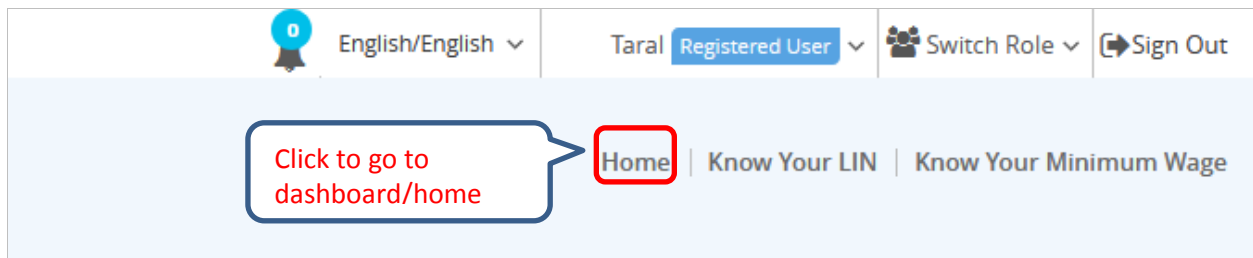 0
English/English
Taral Registered User
Switch Role
Sign Out
Click to go to
dashboard/home
Home | Know Your LIN | Know Your Minimum Wage